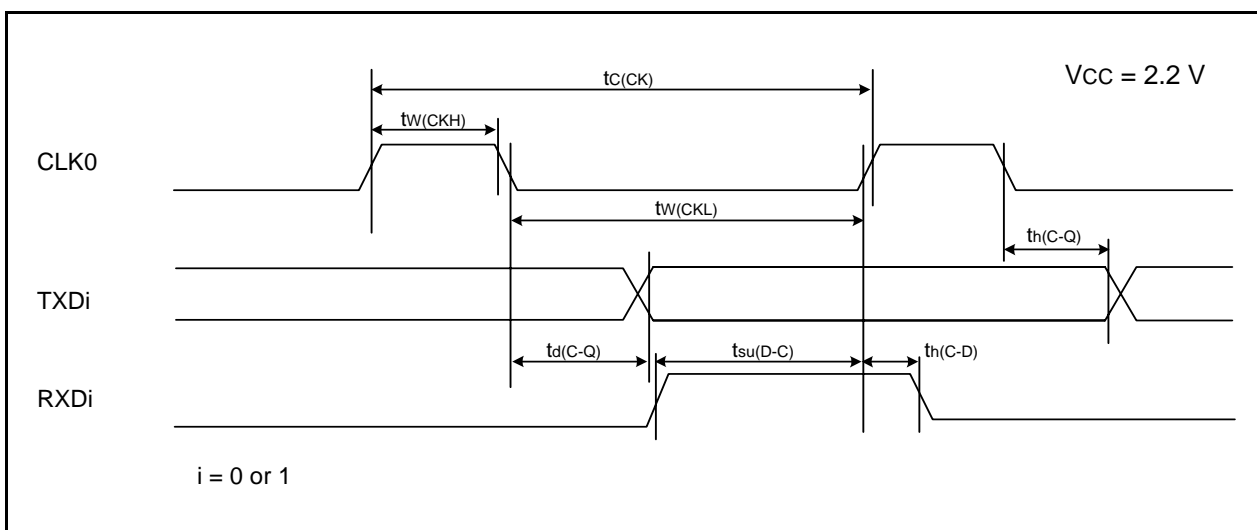 tC(CK)
VCC = 2.2 V
tW(CKH)
CLK0
tW(CKL)
th(C-Q)
TXDi
td(C-Q)
tsu(D-C)
th(C-D)
RXDi
i = 0 or 1